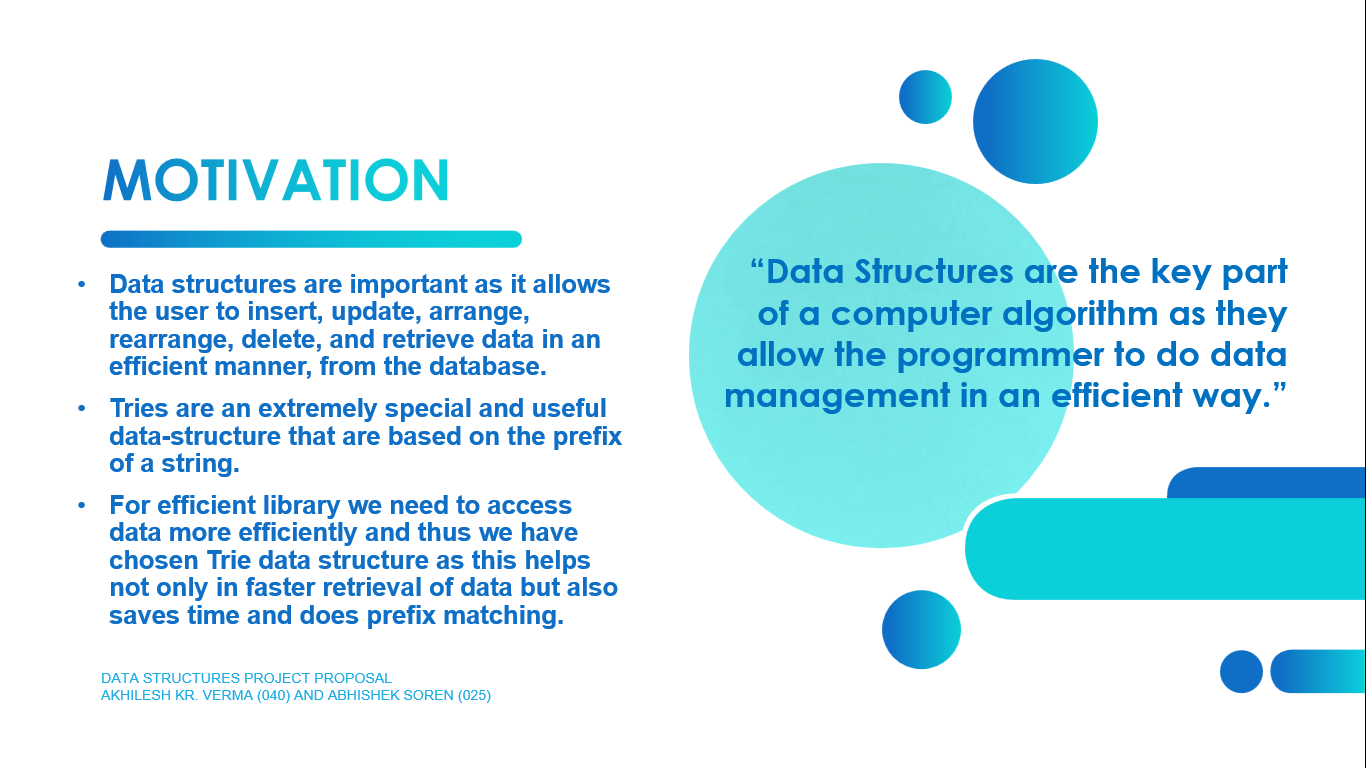 MOTIVATION
• Data structures are important as it allows
the user to insert, update, arrange,
rearrange, delete, and retrieve data in an
efficient manner, from the database.
• Tries are an extremely special and useful
data-structure that are based on the prefix
of a string.
• For efficient library we need to access
data more efficiently and thus we have
chosen Trie data structure as this helps
not only in faster retrieval of data but also
saves time and does prefix matching.
“Data Structures are the key part
of a computer algorithm as they
allow the programmer to do data
management in an efficient way.”
DATA STRUCTURES PROJECT PROPOSAL
AKHILESH KR. VERMA (040) AND ABHISHEK SOREN (025)